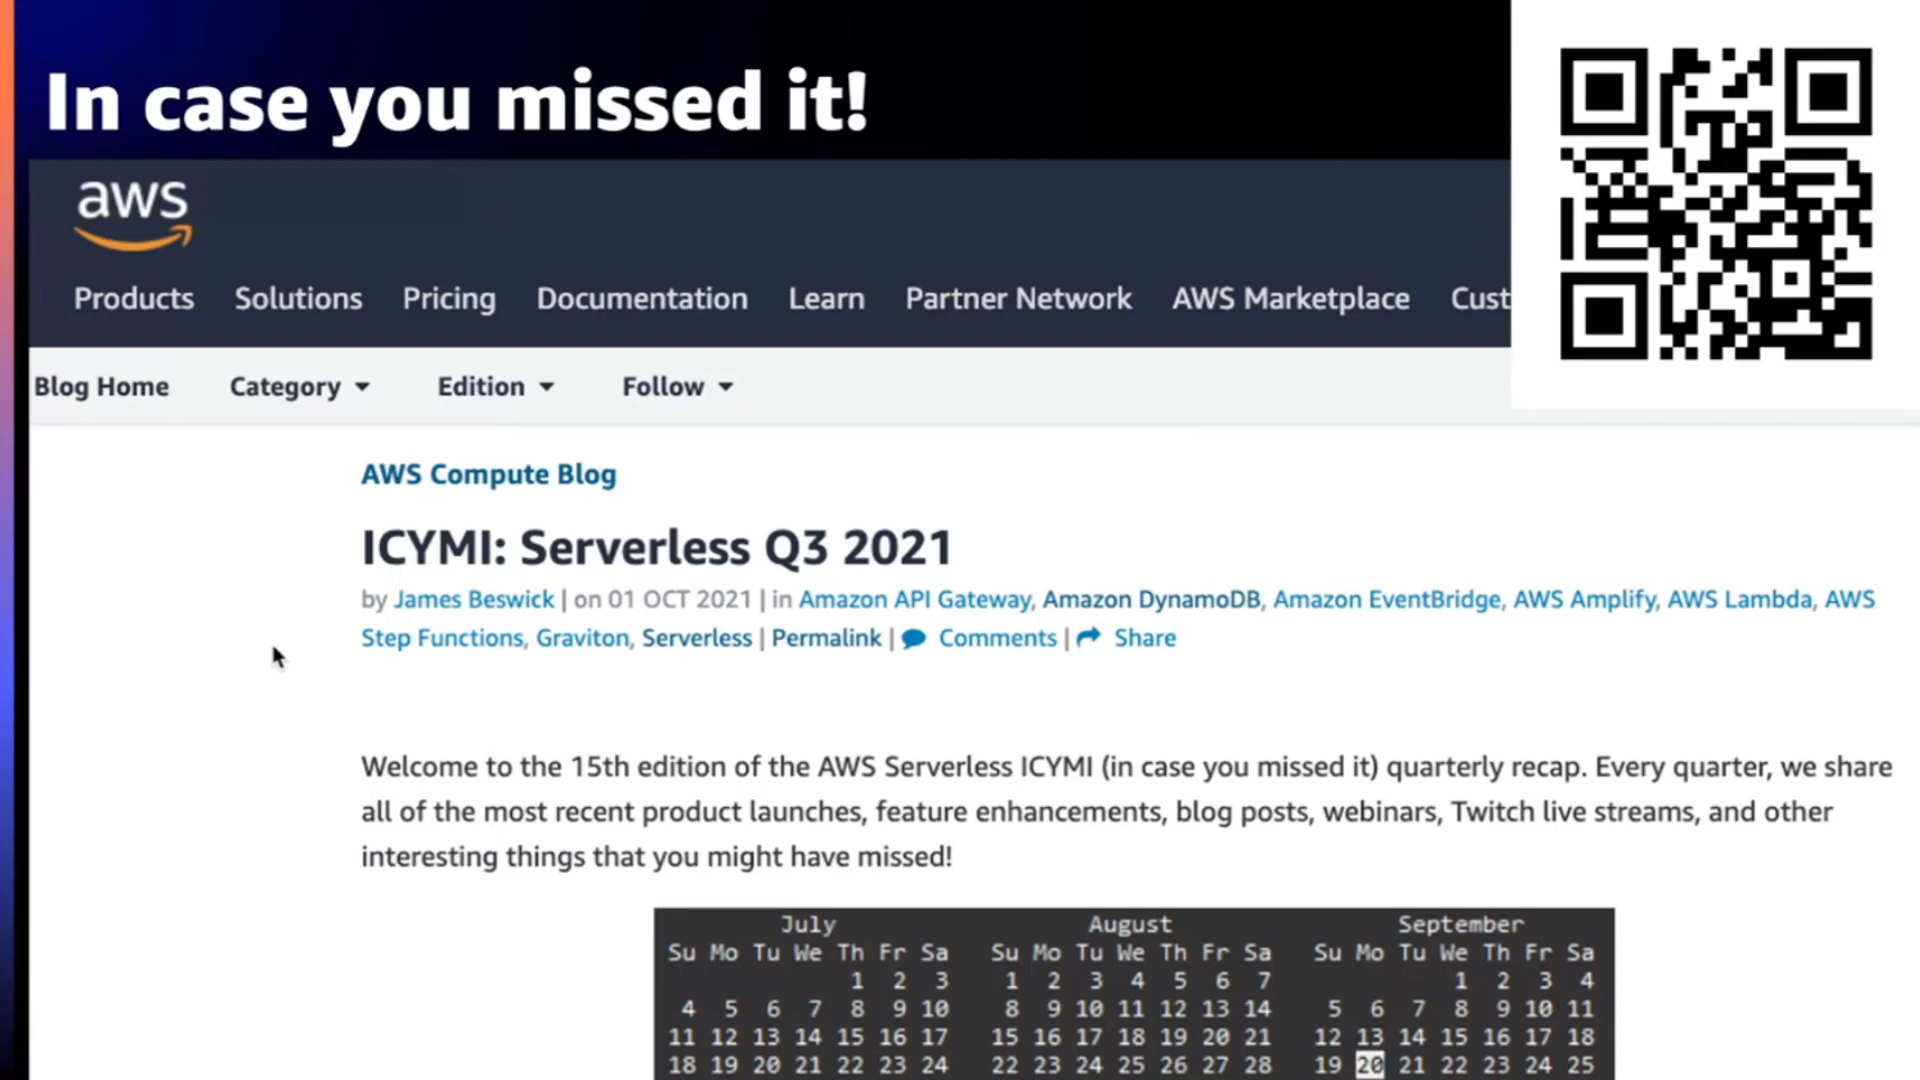 In case you missed it!
aws
Products Solutions Pricing Documentation Learn Partner Network AWS Marketplace Cust
Blog Home Category Edition Follow
AWS Compute Blog
ICYMI: Serverless Q3 2021
by James Beswick | on 01 OCT 2021 | in Amazon API Gateway, Amazon DynamoDB, Amazon EventBridge, AWS Amplify, AWS Lambda, AWS
Step Functions, Graviton, Serverless | Permalink | Comments | Share
Welcome to the 15th edition of the AWS Serverless ICYMI (in case you missed it) quarterly recap. Every quarter, we share
all of the most recent product launches, feature enhancements, blog posts, webinars, Twitch live streams, and other
interesting things that you might have missed!
July August September
Su Mo Tu We Th Fr Sa Su Mo Tu We Th Fr Sa Su Mo Tu We Th Fr Sa
1 2 3 1 2 3 4 5 6 7 1 2 3 4
4 5 6 7 8 9 10 8 9 10 11 12 13 14 5 6 7 8 9 10 11
11 12 13 14 15 16 17 15 16 17 18 19 20 21 12 13 14 15 16 17 18
18 19 20 21 22 23 24 22 23 24 25 26 27 28 19 20 21 22 23 24 25